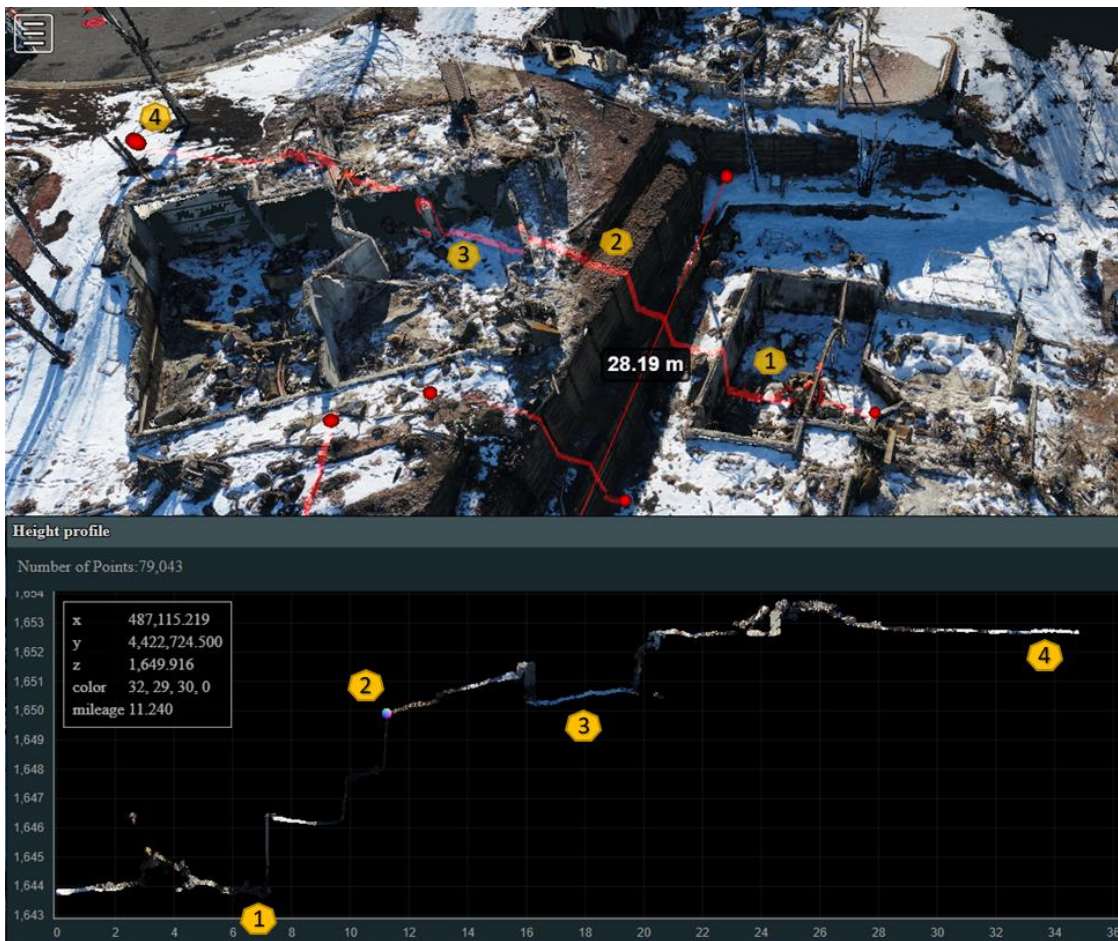 4
2
3
1
28.19 m
Height profile
Number of Points:79,043
1,654
x 487,115.219
1,653
y 4,422,724.500
z 1,649.916
1,652
color 32, 29, 30, 0
4
1,651
mileage 11.240
2
1,650
3
1,649
1,648
1,647
1,646
1,645
1,644
1,643
1
0 2 4 6 8 10 12 14 16 18 20 22 24 26 28 30 32 34 36